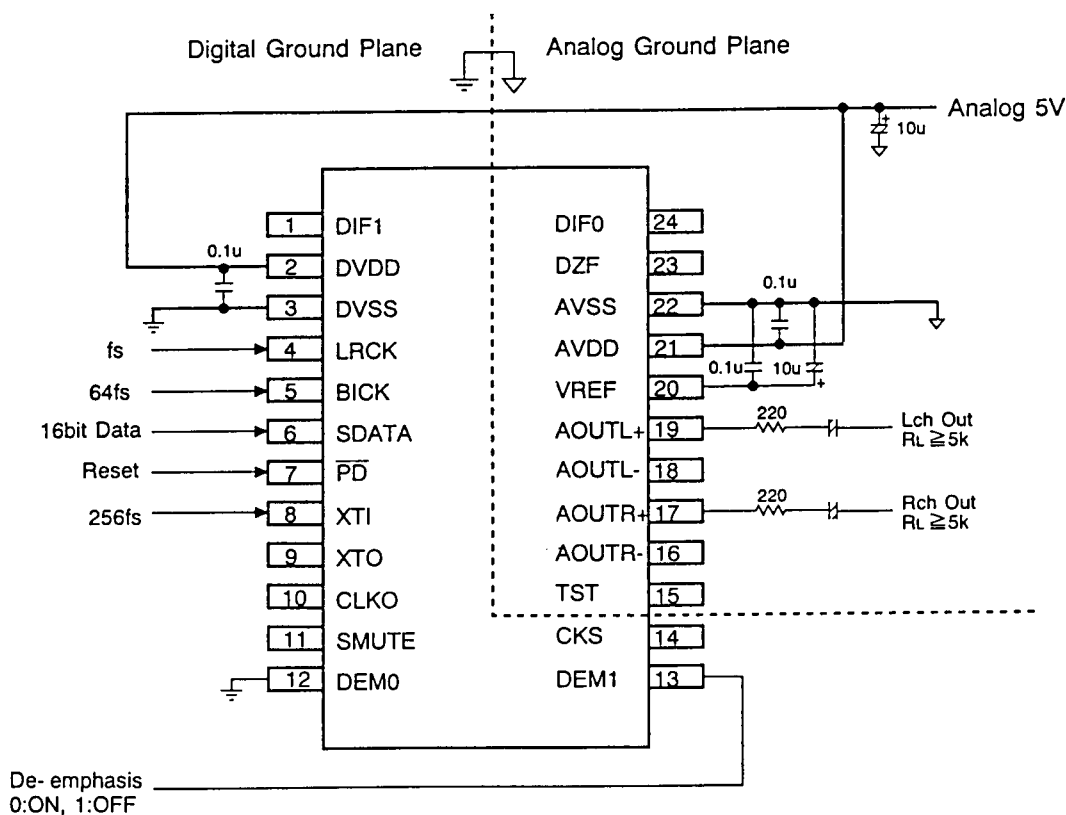 Digital Ground Plane
Analog Ground Plane
Analog 5V
10u
1 DIF1
DIF0 24
0.1u
2 DVDD
DZF 23
0.1u
3 DVSS
AVSS 22
fs
4 LRCK
AVDD 21
0.1u
10u
64fs
5 BICK
VREF 20
16bit Data
6 SDATA
AOUTL+ 19
220
Lch Out
RL ≧5k
Reset
7 PD
AOUTL- 18
256fs
8 XTI
AOUTR+ 17
220
Rch Out
RL ≧5k
9 XTO
AOUTR- 16
10 CLKO
TST 15
11 SMUTE
CKS 14
12 DEM0
DEM1 13
De- emphasis
0:ON, 1:OFF